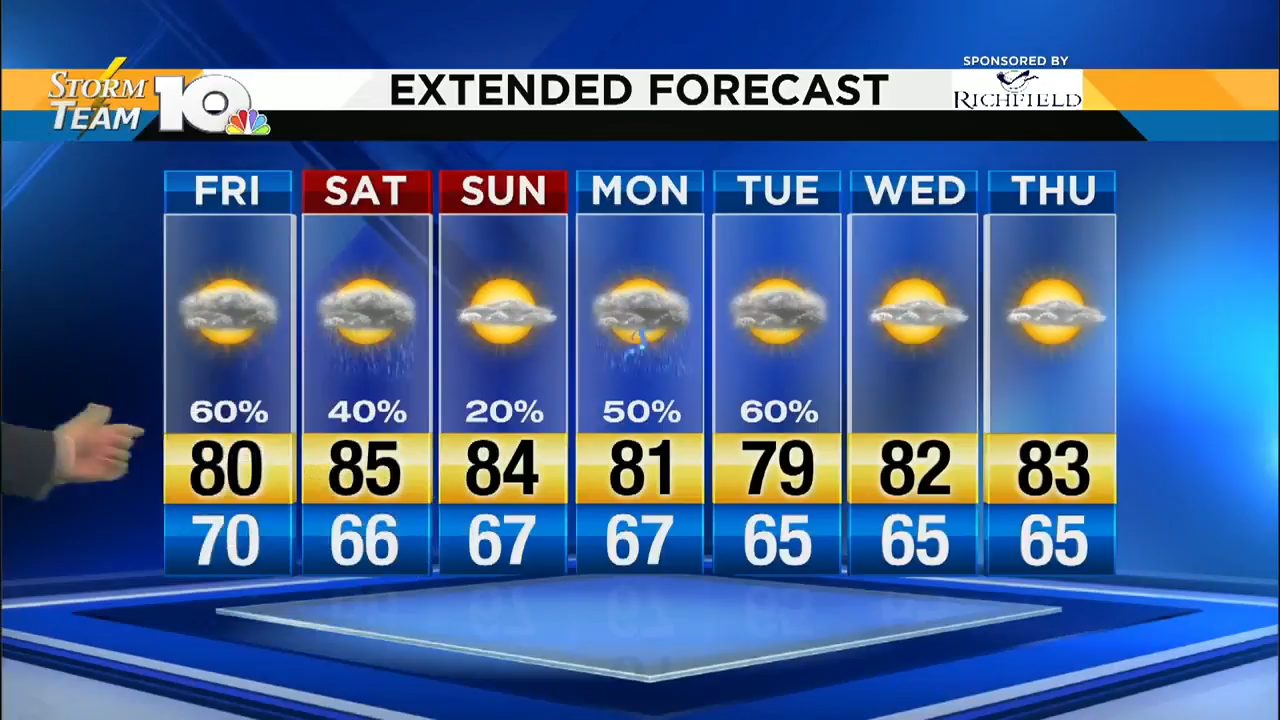 SPONSORED BY
STORM
TEAM
10
EXTENDED FORECAST
RICHFIELD
FRI SAT SUN MON TUE WED THU
60% 40% 20% 50% 60%
80 85 84 81 79 82 83
70 66 67 67 65 65 65